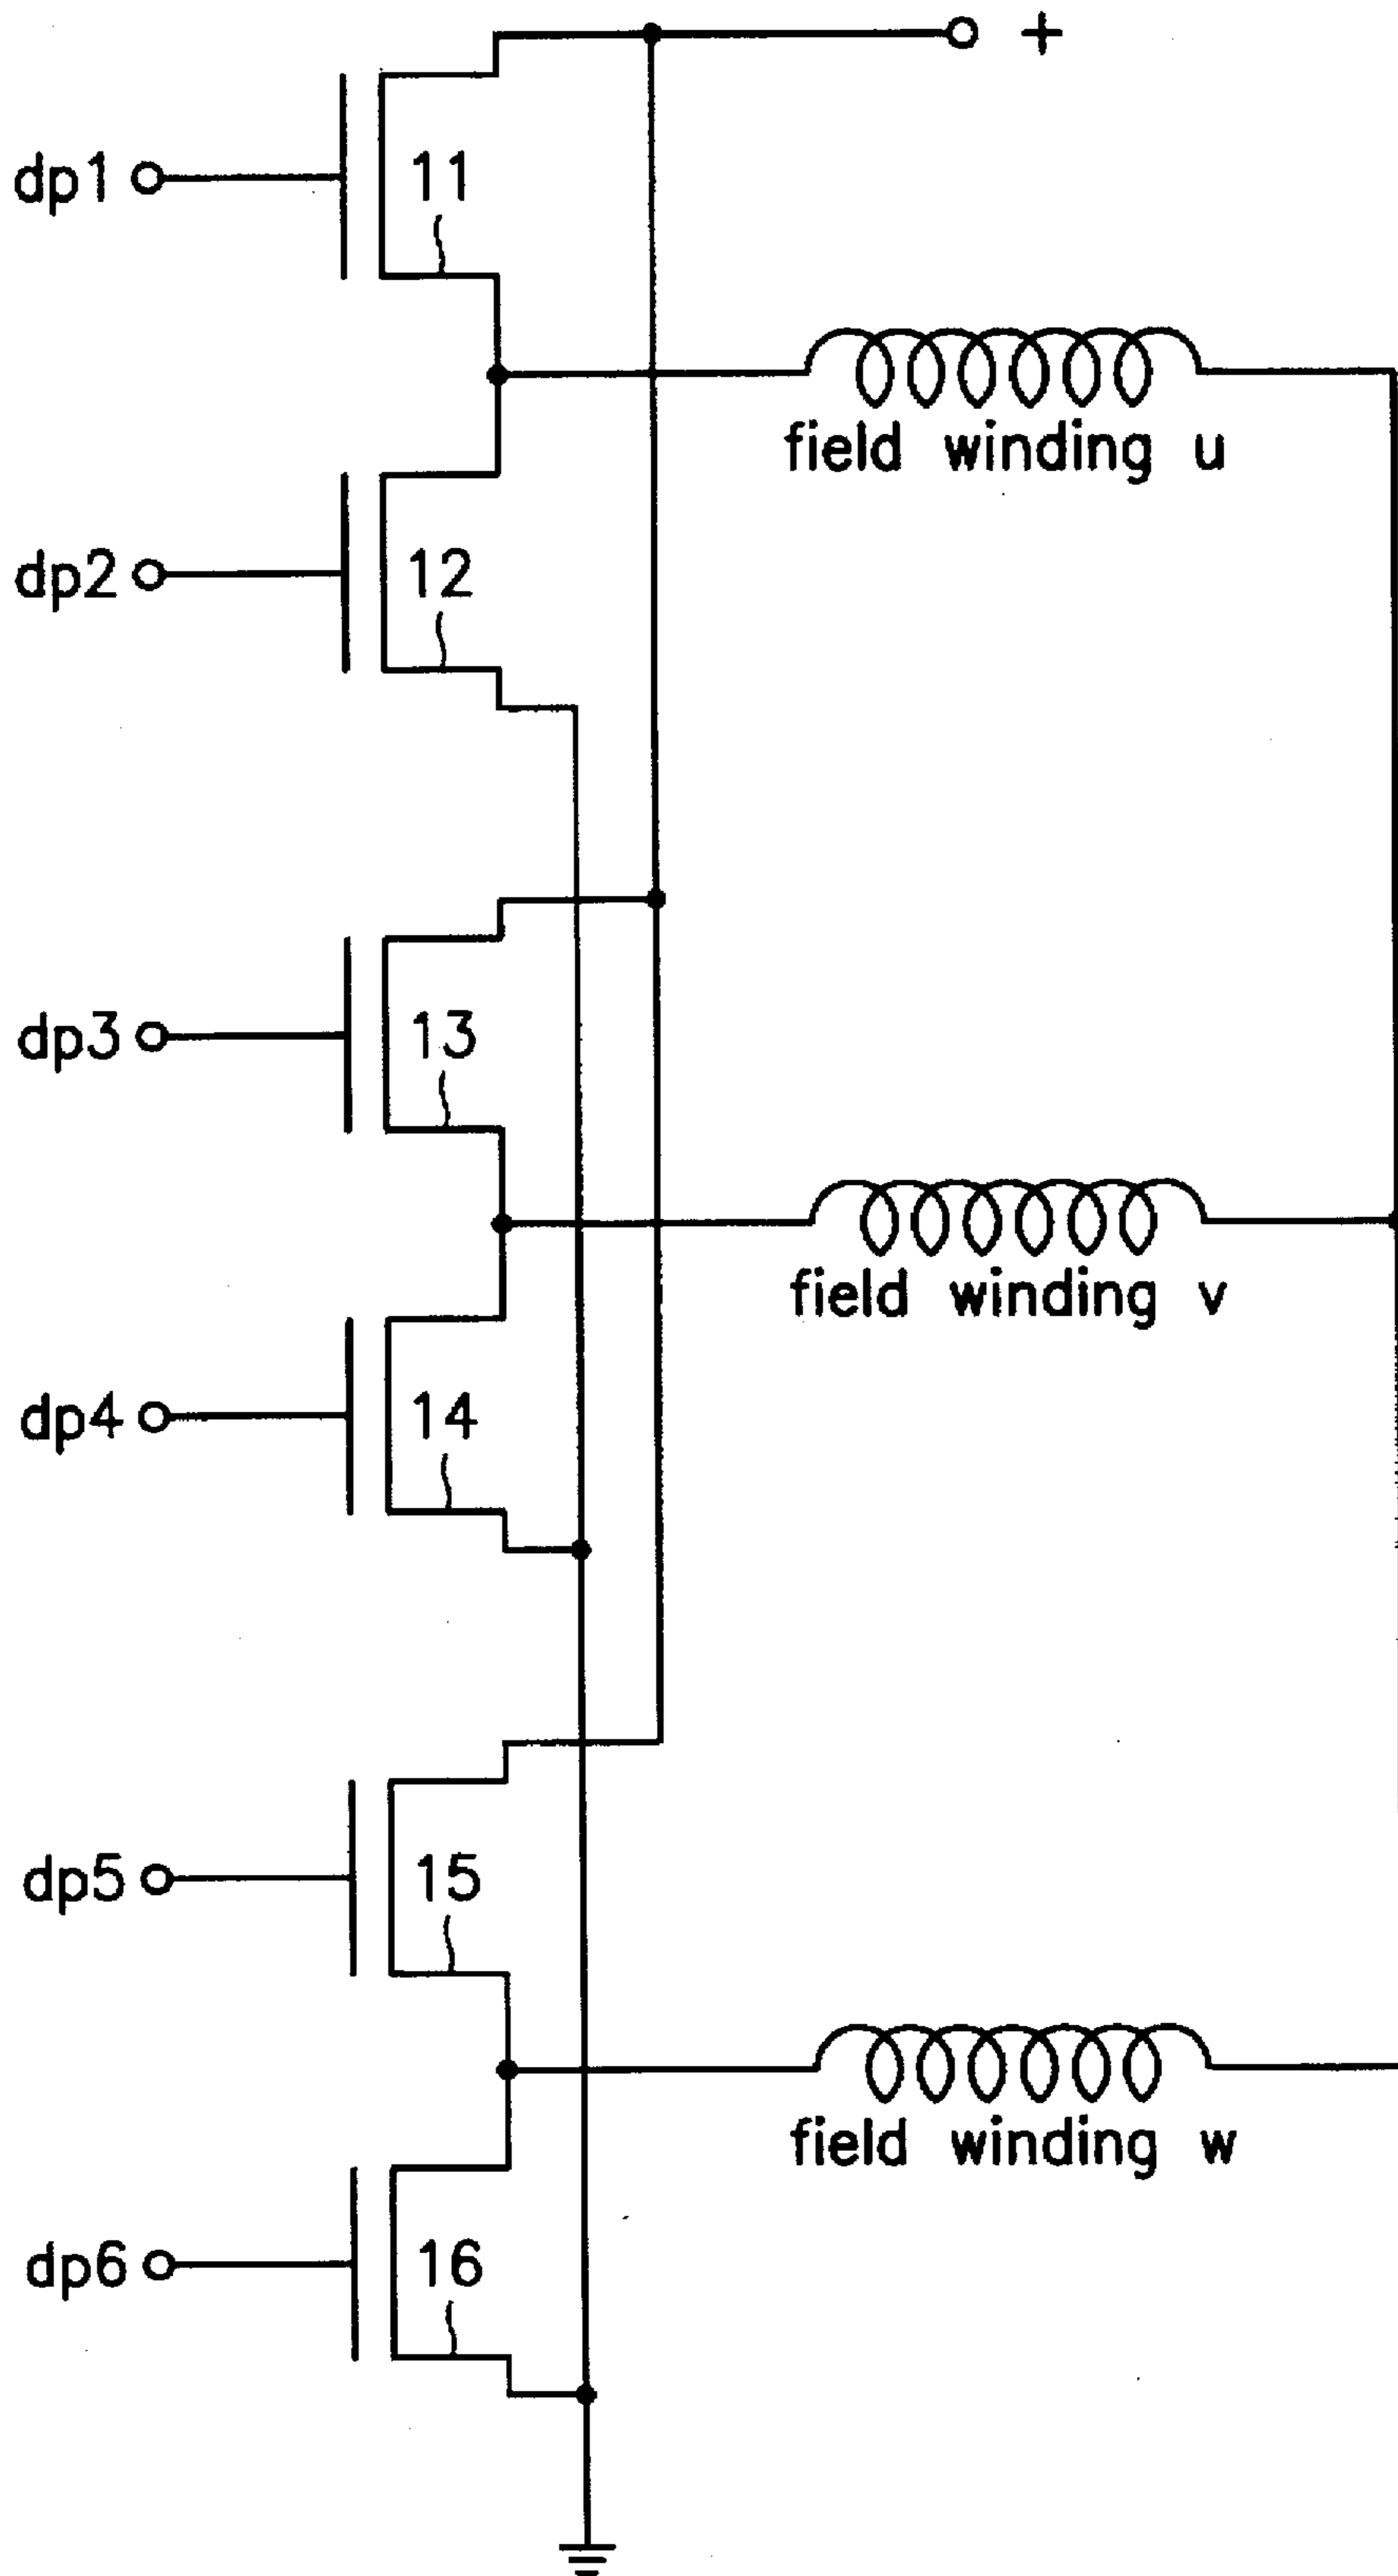 +
dp1
11
field winding u
dp2
12
dp3
13
field winding v
dp4
14
dp5
15
field winding w
dp6
16